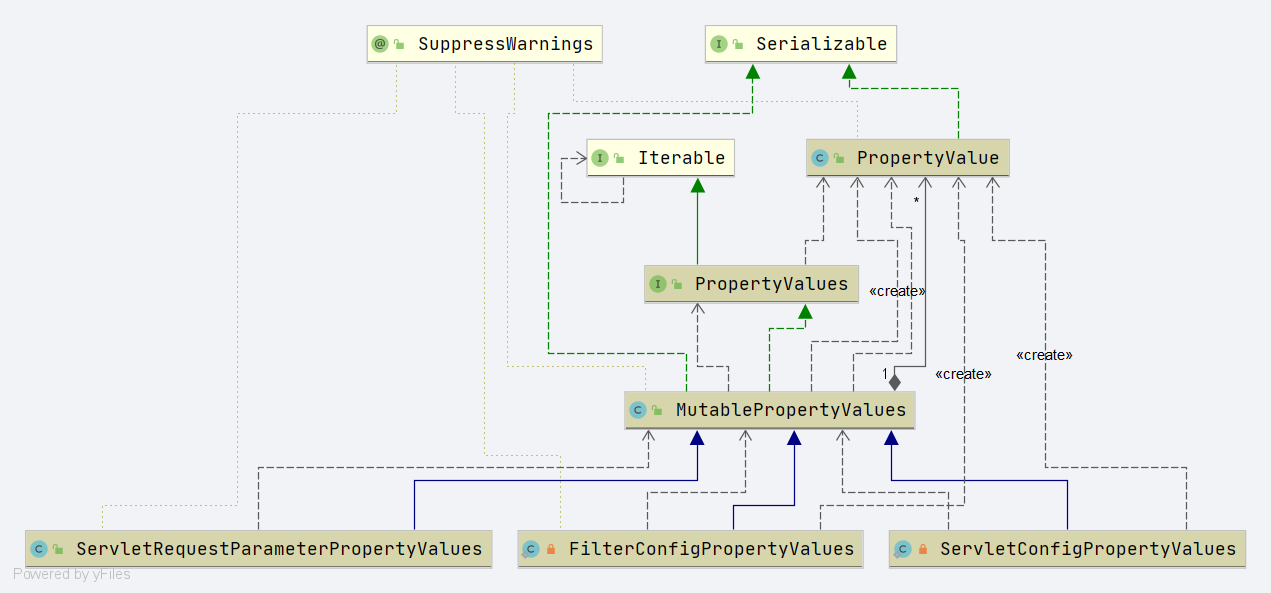 @ SuppressWarnings
I Serializable
I Iterable
C PropertyValue
*
I PropertyValues
«create»
«create»
«create»
1
C MutablePropertyValues
C ServletRequestParameterPropertyValues
C FilterConfigPropertyValues
C ServletConfigPropertyValues
Powered by yFiles